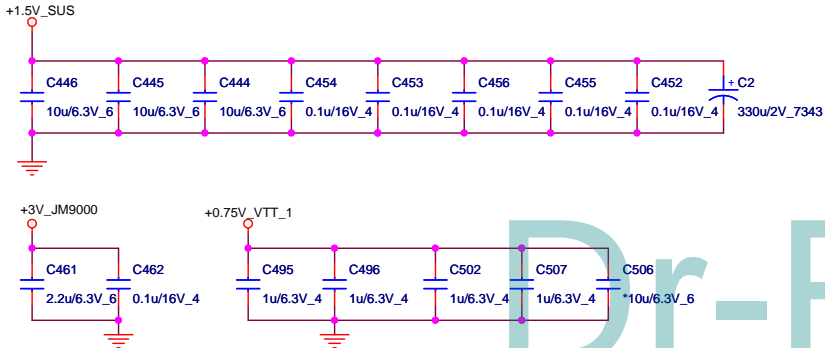 +1.5V_SUS
C446 C445 C444 C454 C453 C456 C455 C452 + C2
10u/6.3V_6 10u/6.3V_6 10u/6.3V_6 0.1u/16V_4 0.1u/16V_4 0.1u/16V_4 0.1u/16V_4 0.1u/16V_4 330u/2V_7343
+3V_JM9000 +0.75V_VTT_1
C461 C462 C495 C496 C502 C507 C506
2.2u/6.3V_6 0.1u/16V_4 1u/6.3V_4 1u/6.3V_4 1u/6.3V_4 1u/6.3V_4 *10u/6.3V_6
Dr-